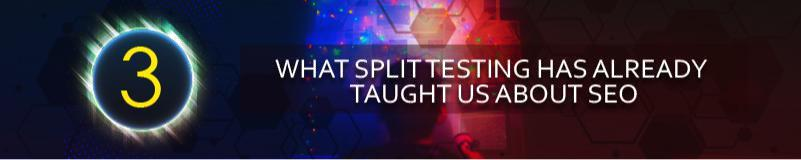 3
WHAT SPLIT TESTING HAS ALREADY
TAUGHT US ABOUT SEO